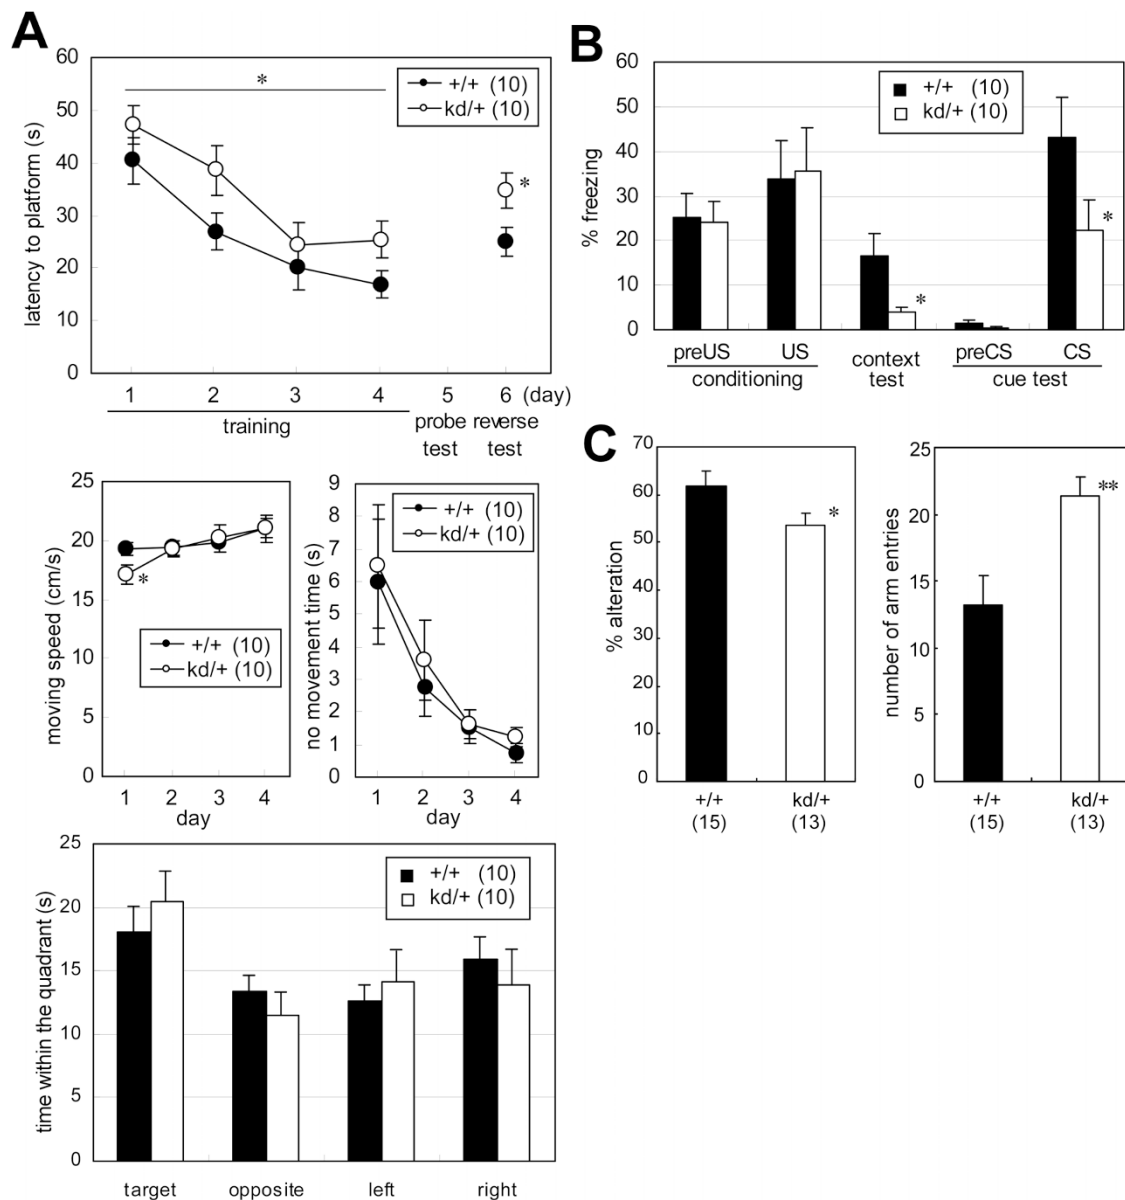 A
60
50
40
30
20
10
0
latency to platform (s)
*
+/+ (10)
kd/+ (10)
*
1 2 3 4 5 6 (day)
training
probe reverse
test test
25
20
15
10
5
0
moving speed (cm/s)
*
+/+ (10)
kd/+ (10)
1 2 3 4
day
9
8
7
6
5
4
3
2
1
0
no movement time (s)
+/+ (10)
kd/+ (10)
1 2 3 4
day
25
20
15
10
5
0
time within the quadrant (s)
+/+ (10)
kd/+ (10)
target opposite left right
B
60
50
40
30
20
10
0
% freezing
+/+ (10)
kd/+ (10)
*
*
preUS US context preCS CS
conditioning test cue test
C
70
60
50
40
30
20
10
0
% alteration
*
+/+ kd/+
(15) (13)
25
20
15
10
5
0
number of arm entries
**
+/+ kd/+
(15) (13)